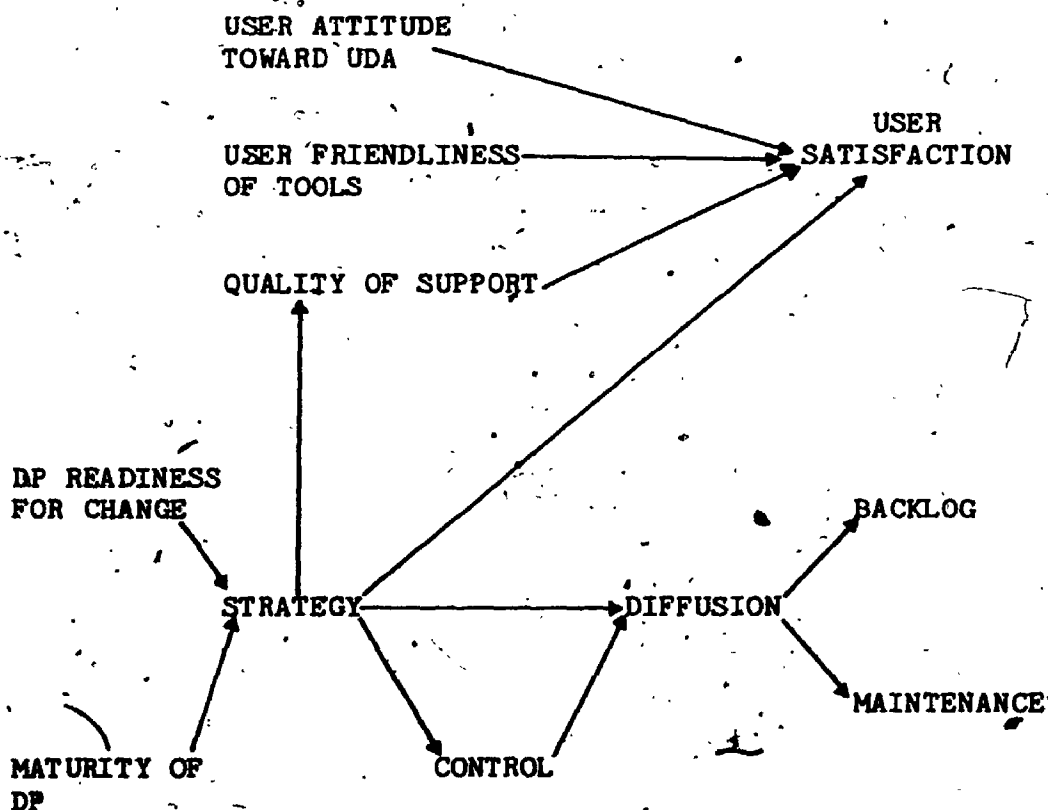 USER ATTITUDE
TOWARD UDA
USER
SATISFACTION
USER FRIENDLINESS
OF TOOLS
QUALITY OF SUPPORT
DP READINESS
FOR CHANGE
BACKLOG
STRATEGY
DIFFUSION
MAINTENANCE
MATURITY OF
DP
CONTROL